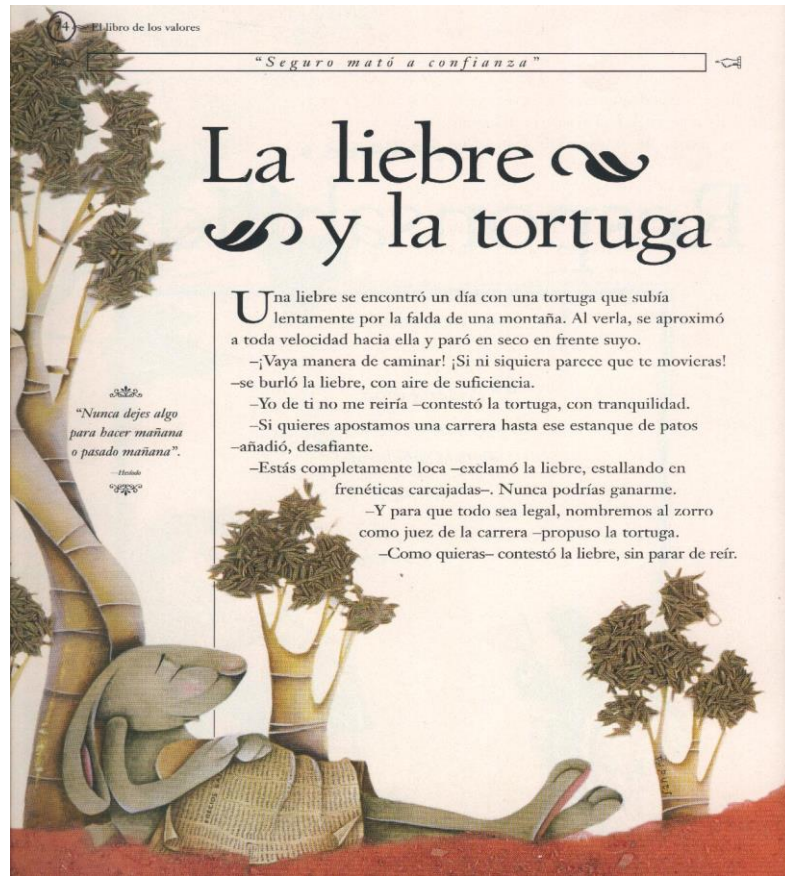 74 El libro de los valores
"Seguro mató a confianza"
La liebre
y la tortuga
Una liebre se encontró un día con una tortuga que subía
lentamente por la falda de una montaña. Al verla, se aproximó
a toda velocidad hacia ella y paró en seco en frente suyo.
–¡Vaya manera de caminar! ¡Si ni siquiera parece que te movieras!
–se burló la liebre, con aire de suficiencia.
–Yo de ti no me reiría –contestó la tortuga, con tranquilidad.
–Si quieres apostamos una carrera hasta ese estanque de patos
–añadió, desafiante.
–Estás completamente loca –exclamó la liebre, estallando en
frenéticas carcajadas–. Nunca podrías ganarme.
–Y para que todo sea legal, nombremos al zorro
como juez de la carrera –propuso la tortuga.
–Como quieras– contestó la liebre, sin parar de reír.
"Nunca dejes algo
para hacer mañana
o pasado mañana".
—Hesíodo